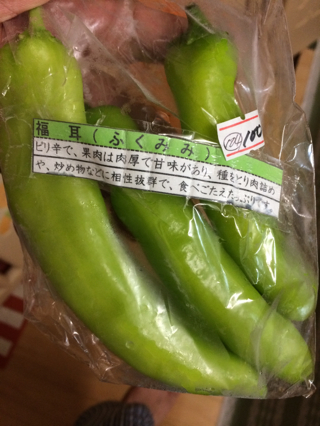 福耳(ふくみみ)
ピリ辛で、果肉は肉厚で甘味があり、種をとり肉詰め
や、炒め物などに相性抜群で、食べごたえたっぷりです
100